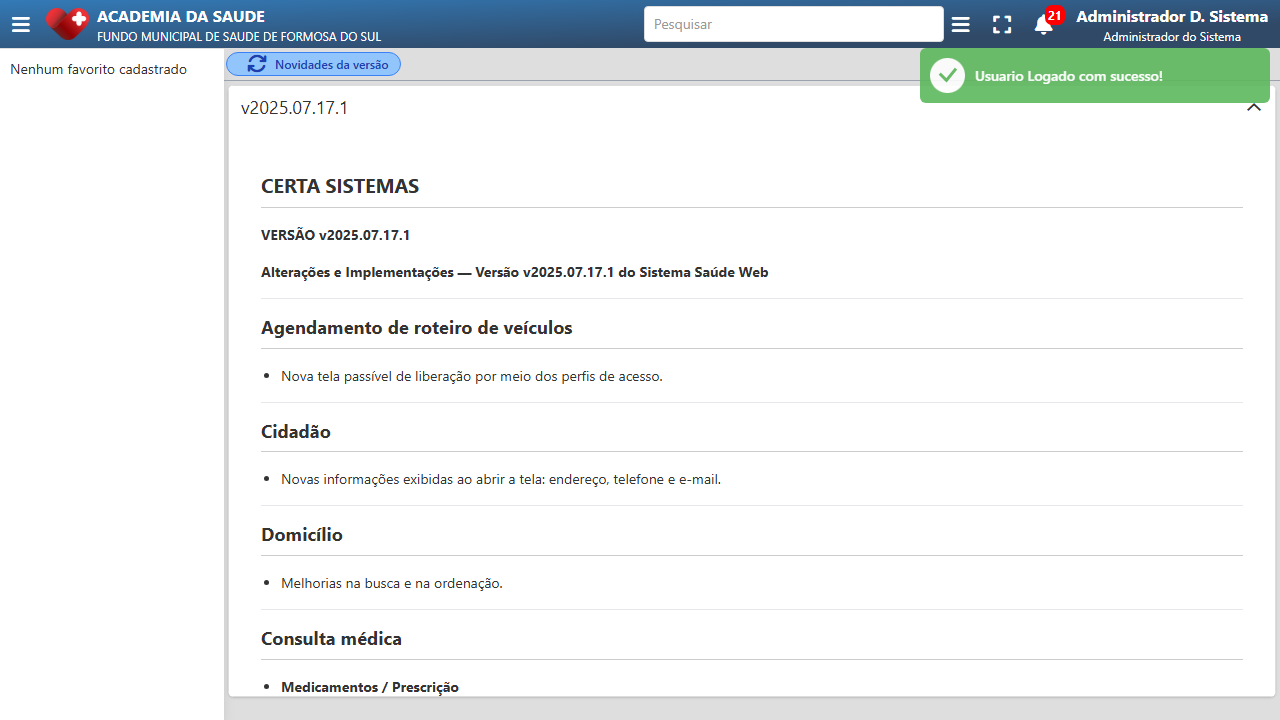 ACADEMIA DA SAUDE
FUNDO MUNICIPAL DE SAUDE DE FORMOSA DO SUL
Pesquisar
21
Administrador D. Sistema
Administrador do Sistema
Nenhum favorito cadastrado
Novidades da versão
Usuario Logado com sucesso!
v2025.07.17.1
CERTA SISTEMAS
VERSÃO v2025.07.17.1
Alterações e Implementações — Versão v2025.07.17.1 do Sistema Saúde Web
Agendamento de roteiro de veículos
• Nova tela passível de liberação por meio dos perfis de acesso.
Cidadão
• Novas informações exibidas ao abrir a tela: endereço, telefone e e-mail.
Domicílio
• Melhorias na busca e na ordenação.
Consulta médica
• Medicamentos / Prescrição